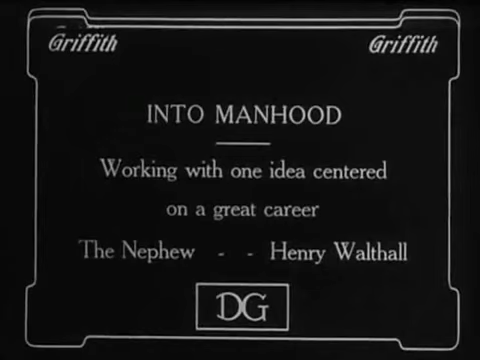 Griffith Griffith
INTO MANHOOD
Working with one idea centered
on a great career
The Nephew - - Henry Walthall
DG